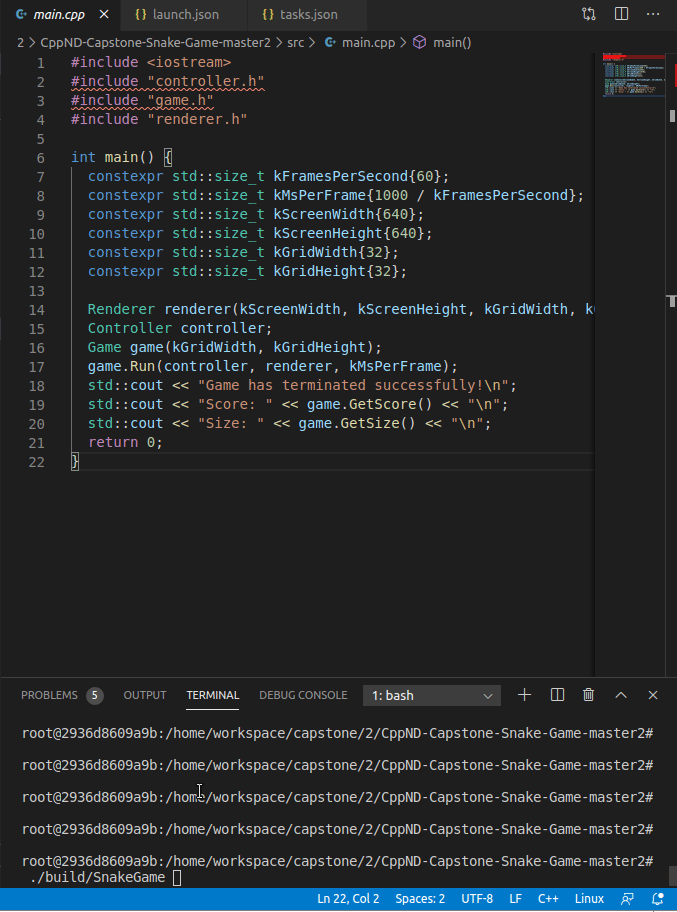 main.cpp launch.json tasks.json
2 > CppND-Capstone-Snake-Game-master2 > src > main.cpp > main()
1 #include <iostream>
2 #include "controller.h"
3 #include "game.h"
4 #include "renderer.h"
5
6 int main() {
7   constexpr std::size_t kFramesPerSecond{60};
8   constexpr std::size_t kMsPerFrame{1000 / kFramesPerSecond};
9   constexpr std::size_t kScreenWidth{640};
10   constexpr std::size_t kScreenHeight{640};
11   constexpr std::size_t kGridWidth{32};
12   constexpr std::size_t kGridHeight{32};
13
14   Renderer renderer(kScreenWidth, kScreenHeight, kGridWidth, k
15   Controller controller;
16   Game game(kGridWidth, kGridHeight);
17   game.Run(controller, renderer, kMsPerFrame);
18   std::cout << "Game has terminated successfully!\n";
19   std::cout << "Score: " << game.GetScore() << "\n";
20   std::cout << "Size: " << game.GetSize() << "\n";
21   return 0;
22 }
PROBLEMS 5 OUTPUT TERMINAL DEBUG CONSOLE 1: bash
root@2936d8609a9b:/home/workspace/capstone/2/CppND-Capstone-Snake-Game-master2#
root@2936d8609a9b:/home/workspace/capstone/2/CppND-Capstone-Snake-Game-master2#
root@2936d8609a9b:/home/workspace/capstone/2/CppND-Capstone-Snake-Game-master2#
root@2936d8609a9b:/home/workspace/capstone/2/CppND-Capstone-Snake-Game-master2#
root@2936d8609a9b:/home/workspace/capstone/2/CppND-Capstone-Snake-Game-master2#
./build/SnakeGame
Ln 22, Col 2 Spaces: 2 UTF-8 LF C++ Linux